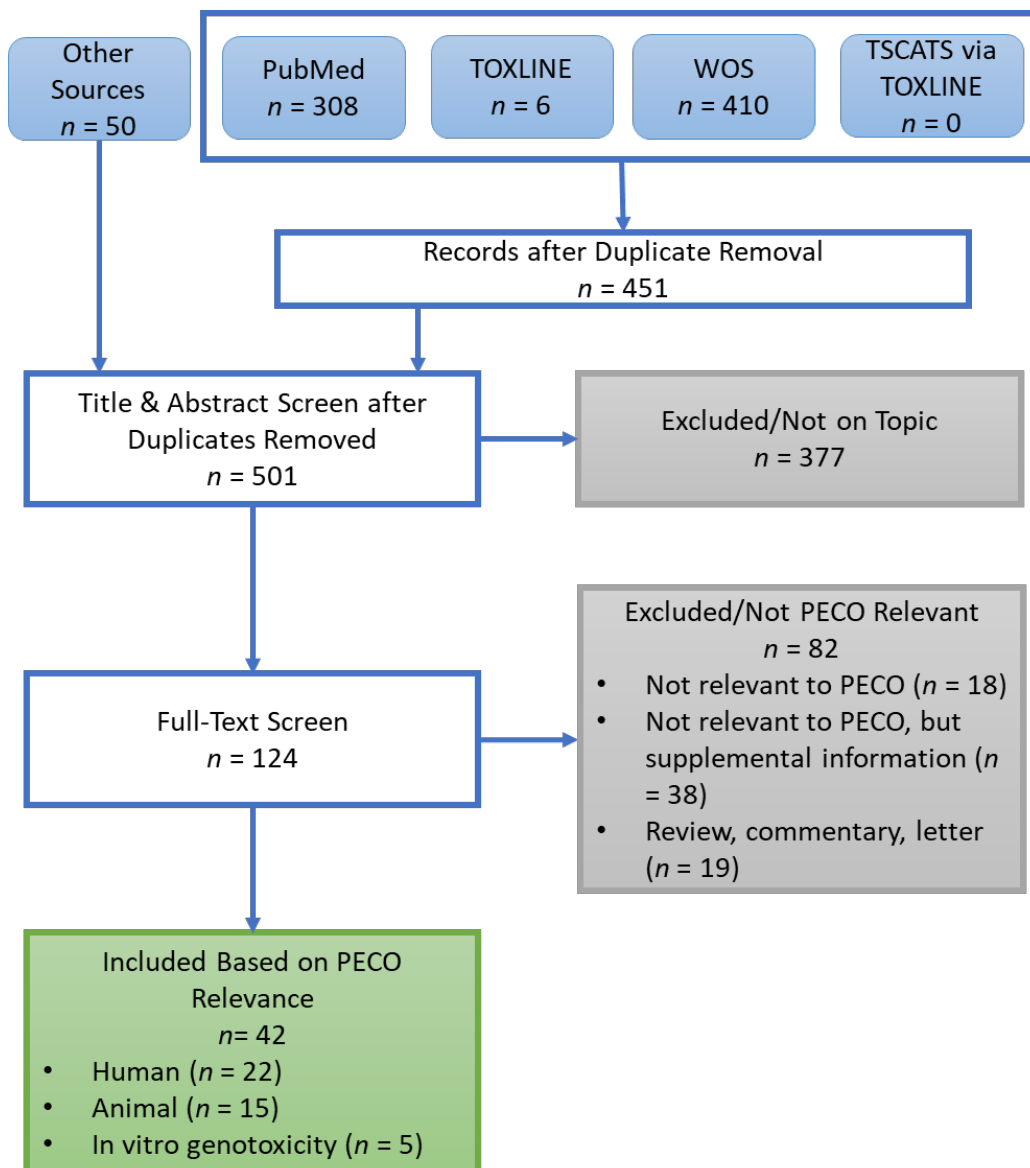 Other
Sources
n = 50
PubMed
n = 308
TOXLINE
n = 6
WOS
n = 410
TSCATS via
TOXLINE
n = 0
Records after Duplicate Removal
n = 451
Title & Abstract Screen after
Duplicates Removed
n = 501
Excluded/Not on Topic
n = 377
Full-Text Screen
n = 124
Excluded/Not PECO Relevant
n = 82
• Not relevant to PECO (n = 18)
• Not relevant to PECO, but
supplemental information (n
= 38)
• Review, commentary, letter
(n = 19)
Included Based on PECO
Relevance
n= 42
• Human (n = 22)
• Animal (n = 15)
• In vitro genotoxicity (n = 5)